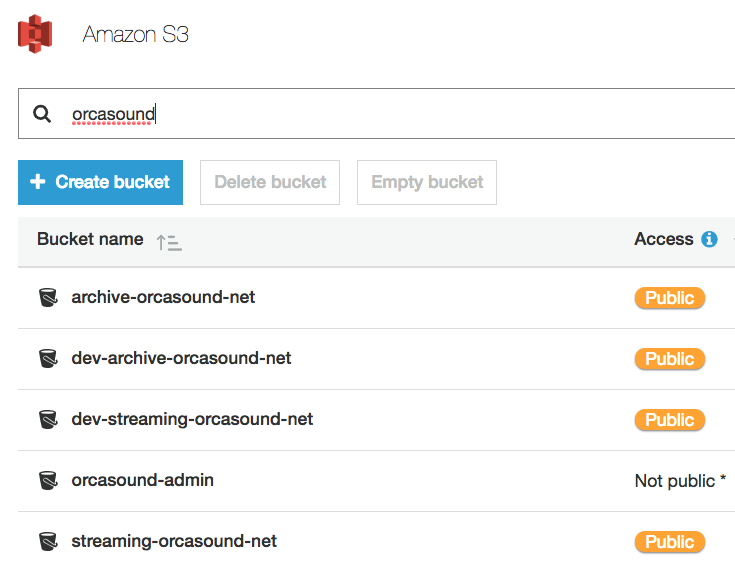 Amazon S3
orcasound
+ Create bucket Delete bucket Empty bucket
Bucket name Access
archive-orcasound-net Public
dev-archive-orcasound-net Public
dev-streaming-orcasound-net Public
orcasound-admin Not public *
streaming-orcasound-net Public